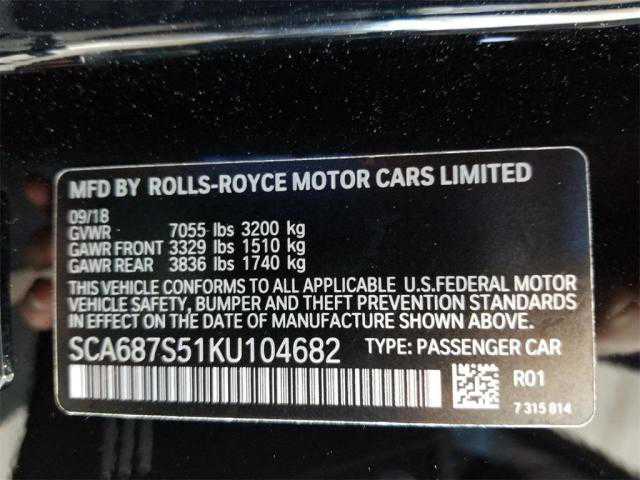 MFD BY ROLLS-ROYCE MOTOR CARS LIMITED
09/18
GVWR 7055 lbs 3200 kg
GAWR FRONT 3329 lbs 1510 kg
GAWR REAR 3836 lbs 1740 kg
THIS VEHICLE CONFORMS TO ALL APPLICABLE U.S.FEDERAL MOTOR
VEHICLE SAFETY, BUMPER AND THEFT PREVENTION STANDARDS
IN EFFECT ON THE DATE OF MANUFACTURE SHOWN ABOVE.
SCA687S51KU104682 TYPE: PASSENGER CAR
R01
7 315 814